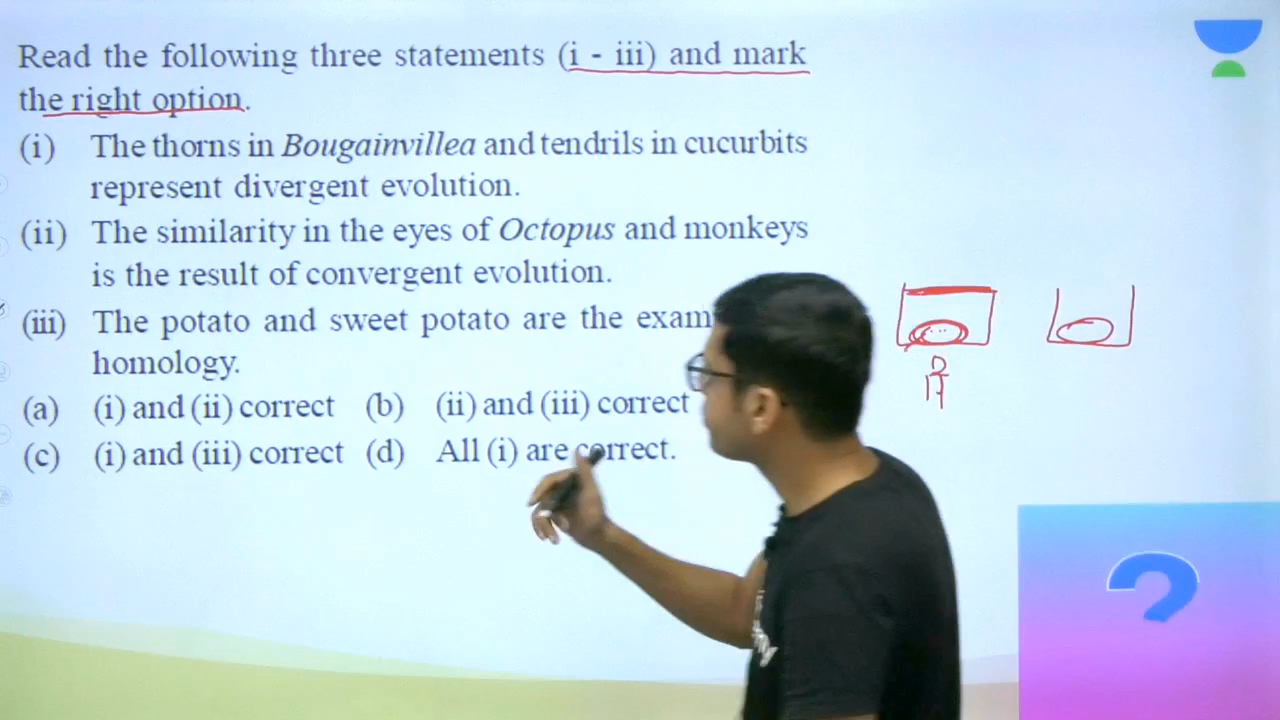 Read the following three statements (i - iii) and mark
the right option.
(i) The thorns in Bougainvillea and tendrils in cucurbits
represent divergent evolution.
(ii) The similarity in the eyes of Octopus and monkeys
is the result of convergent evolution.
(iii) The potato and sweet potato are the exam
homology.
(a) (i) and (ii) correct (b) (ii) and (iii) correct
(c) (i) and (iii) correct (d) All (i) are correct.
?